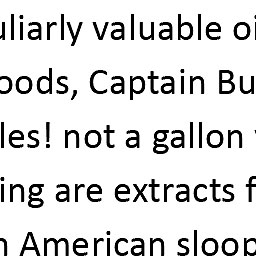 uliarly valuable oi
oods, Captain Bu
les! not a gallon
ing are extracts f
n American sloop